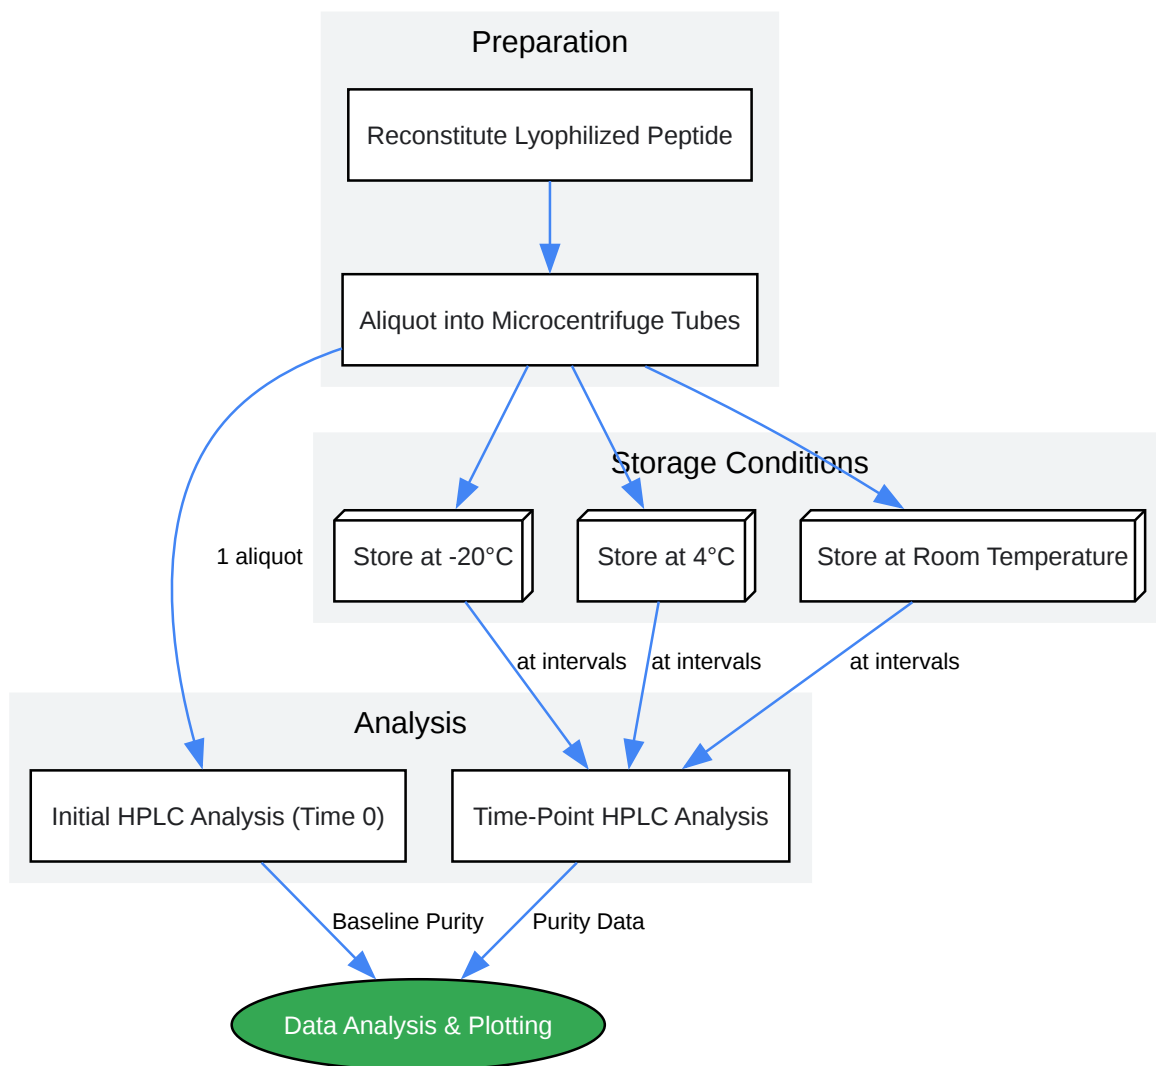 Preparation
Reconstitute Lyophilized Peptide
Aliquot into Microcentrifuge Tubes
Storage Conditions
1 aliquot
Store at -20°C
Store at 4°C
Store at Room Temperature
at intervals
at intervals
at intervals
Analysis
Initial HPLC Analysis (Time 0)
Time-Point HPLC Analysis
Baseline Purity
Purity Data
Data Analysis & Plotting